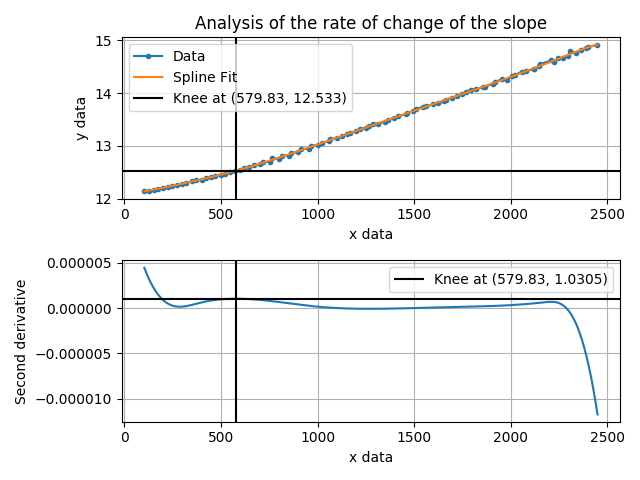 Analysis of the rate of change of the slope
Data
Spline Fit
Knee at (579.83, 12.533)
y data
15
14
13
12
0 500 1000 1500 2000 2500
x data
Knee at (579.83, 1.0305)
Second derivative
0.000005
0.000000
−0.000005
−0.000010
0 500 1000 1500 2000 2500
x data